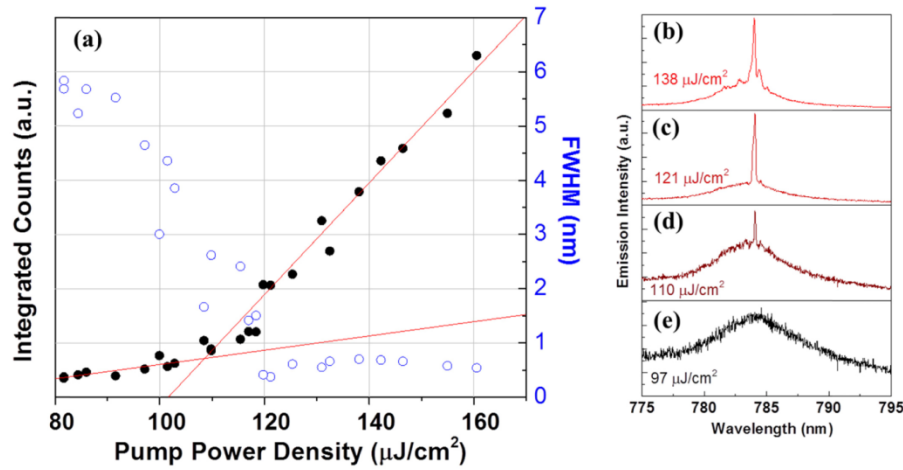 (a)
Integrated Counts (a.u.)
7
6
5
4
3
2
1
0
FWHM (nm)
80 100 120 140 160
Pump Power Density (μJ/cm²)
(b)
138 μJ/cm²
(c)
121 μJ/cm²
(d)
110 μJ/cm²
(e)
97 μJ/cm²
Emission Intensity (a.u.)
775 780 785 790 795
Wavelength (nm)